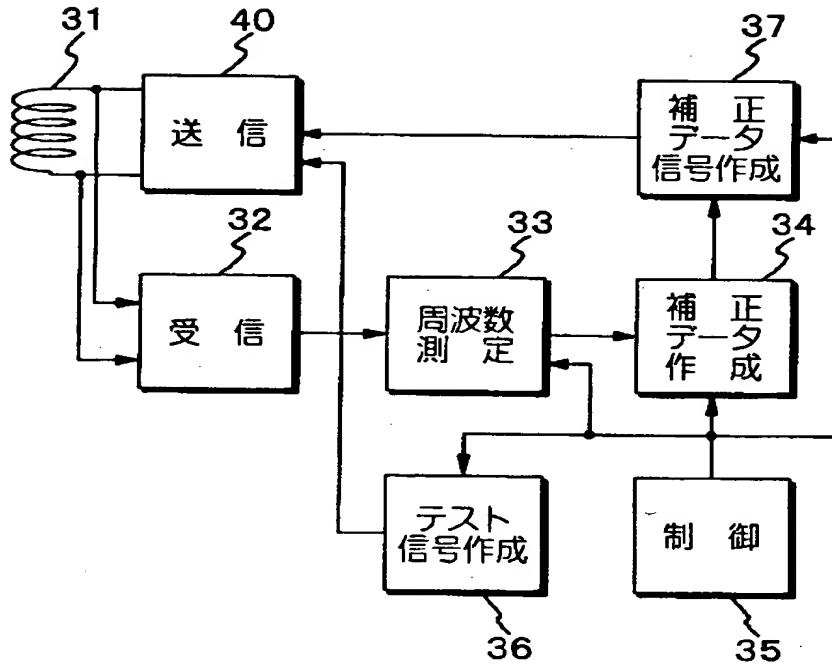 31
40
37
送 信
補 正
データ
信号作成
32
33
34
受 信
周波数
測 定
補 正
データ
作 成
テスト
信号作成
制 御
36
35